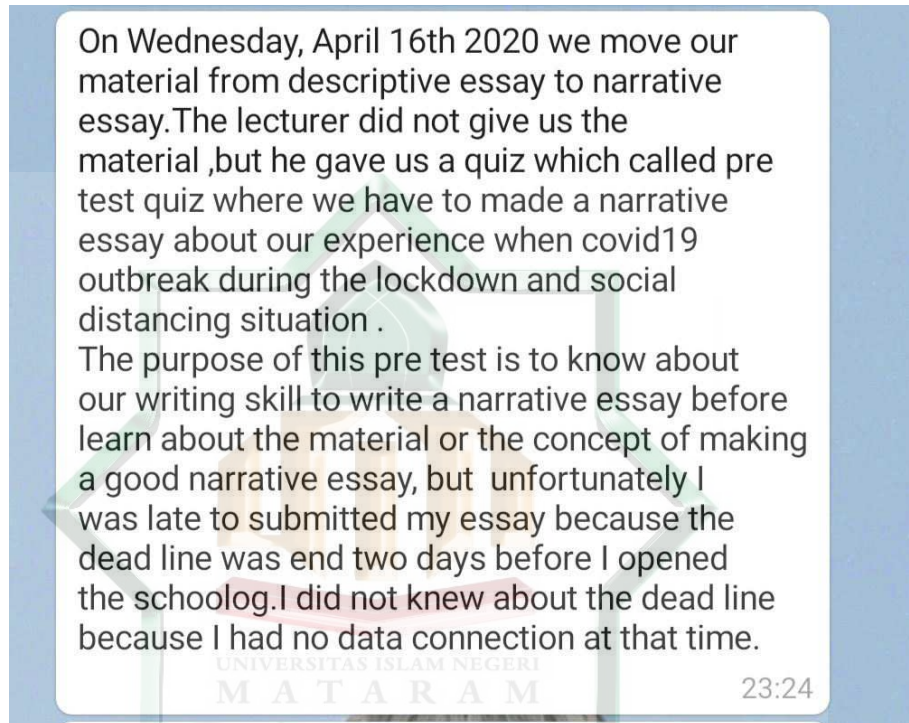 On Wednesday, April 16th 2020 we move our
material from descriptive essay to narrative
essay.The lecturer did not give us the
material ,but he gave us a quiz which called pre
test quiz where we have to made a narrative
essay about our experience when covid19
outbreak during the lockdown and social
distancing situation .
The purpose of this pre test is to know about
our writing skill to write a narrative essay before
learn about the material or the concept of making
a good narrative essay, but  unfortunately I
was late to submitted my essay because the
dead line was end two days before I opened
the schoolog.I did not knew about the dead line
because I had no data connection at that time.
UNIVERSITAS ISLAM NEGERI
MATARAM
23:24